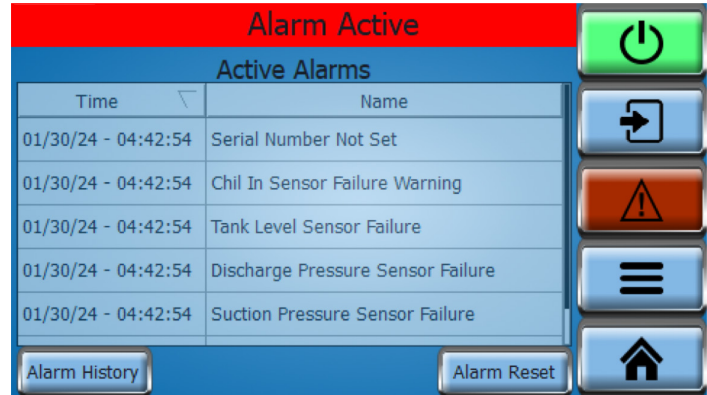 Alarm Active
Active Alarms
Time Name
01/30/24 - 04:42:54 Serial Number Not Set
01/30/24 - 04:42:54 Chil In Sensor Failure Warning
01/30/24 - 04:42:54 Tank Level Sensor Failure
01/30/24 - 04:42:54 Discharge Pressure Sensor Failure
01/30/24 - 04:42:54 Suction Pressure Sensor Failure
Alarm History Alarm Reset